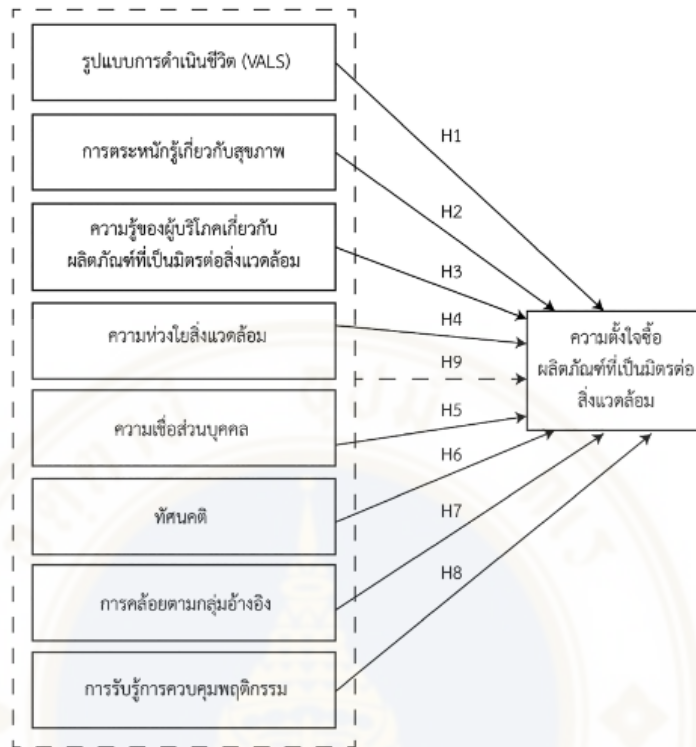 รูปแบบการดำเนินชีวิต (VALS)
การตระหนักรู้เกี่ยวกับสุขภาพ
ความรู้ของผู้บริโภคเกี่ยวกับ
ผลิตภัณฑ์ที่เป็นมิตรต่อสิ่งแวดล้อม
ความห่วงใยสิ่งแวดล้อม
ความเชื่อส่วนบุคคล
ทัศนคติ
การคล้อยตามกลุ่มอ้างอิง
การรับรู้การควบคุมพฤติกรรม
H1
H2
H3
H4
H9
H5
H6
H7
H8
ความตั้งใจซื้อ
ผลิตภัณฑ์ที่เป็นมิตรต่อ
สิ่งแวดล้อม